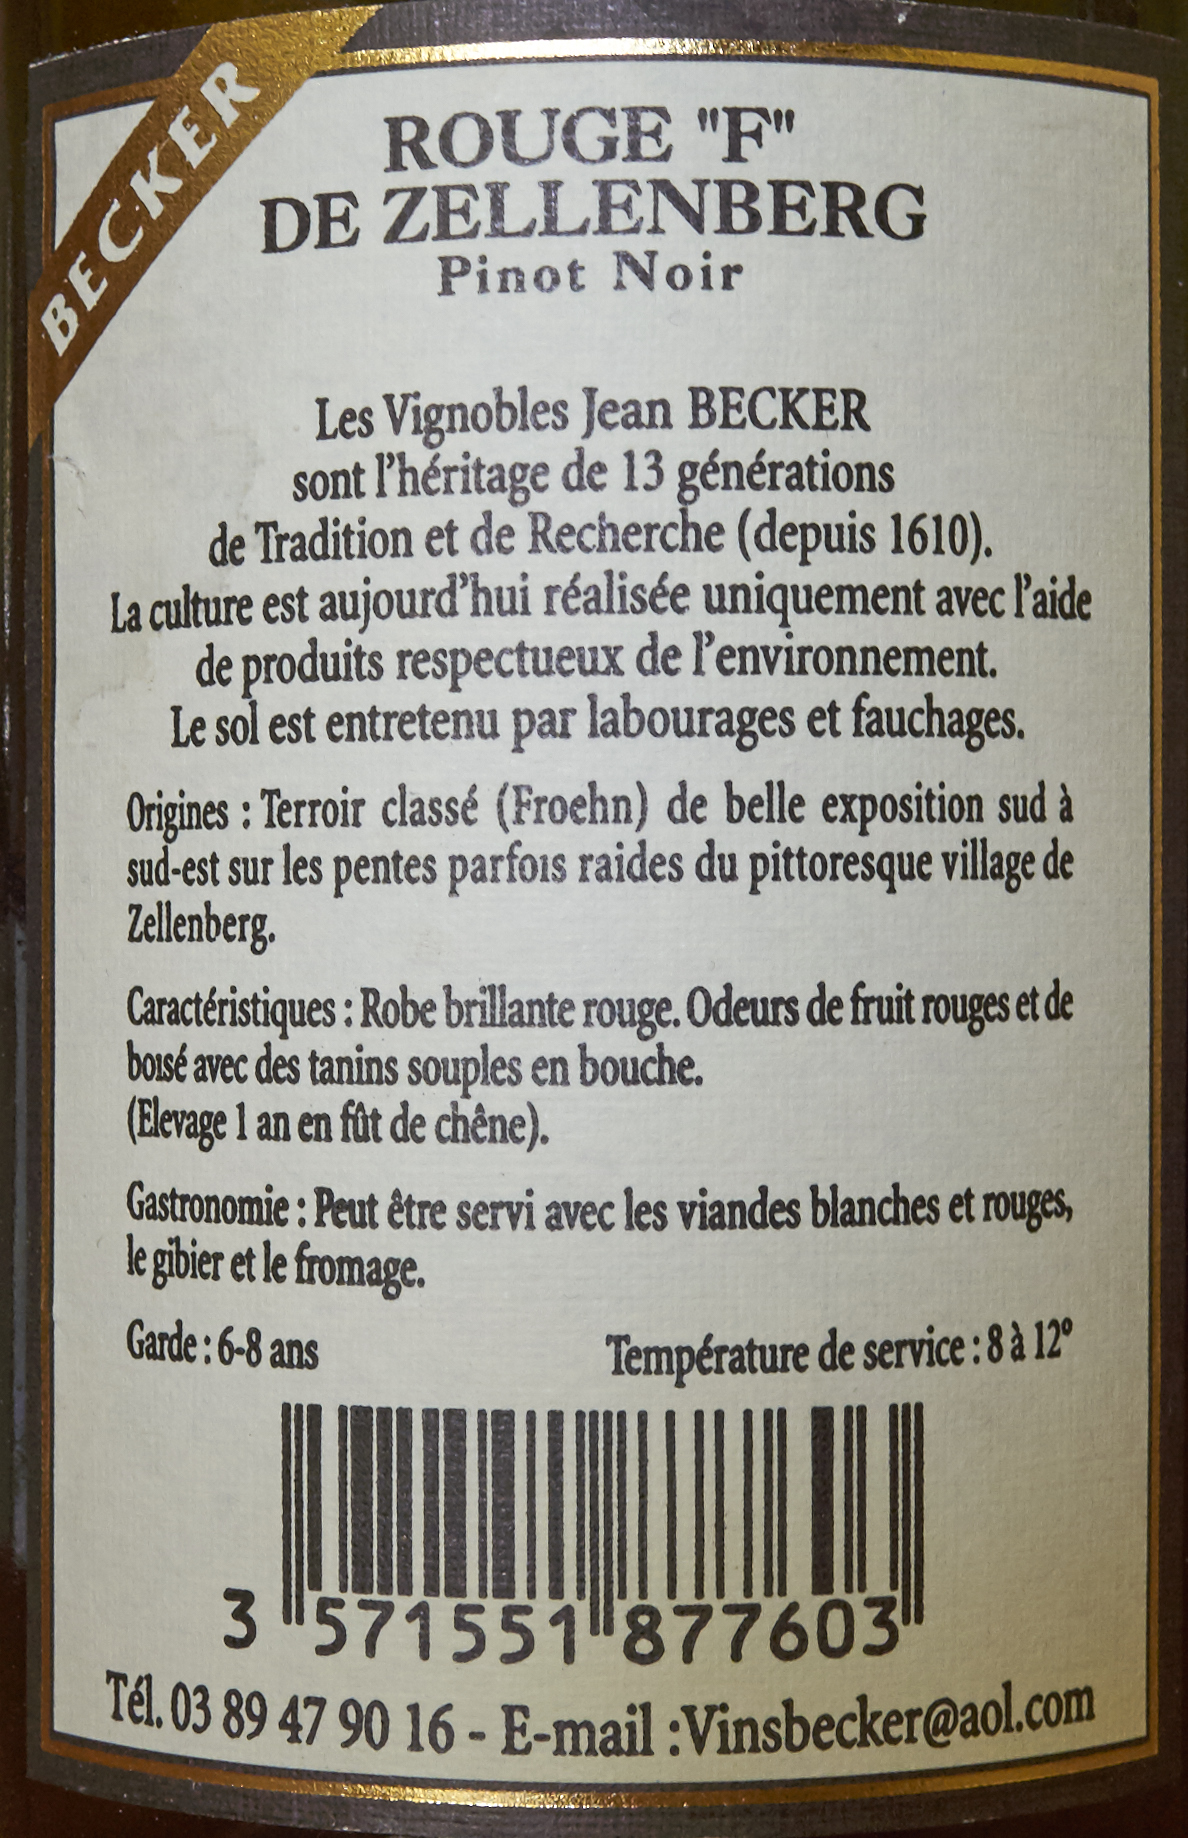 BECKER
ROUGE "F"
DE ZELLENBERG
Pinot Noir
Les Vignobles Jean BECKER
sont l'héritage de 13 générations
de Tradition et de Recherche (depuis 1610).
La culture est aujourd'hui réalisée uniquement avec l'aide
de produits respectueux de l'environnement.
Le sol est entretenu par labourages et fauchages.
Origines : Terroir classé (Froehn) de belle exposition sud à
sud-est sur les pentes parfois raides du pittoresque village de
Zellenberg.
Caractéristiques : Robe brillante rouge. Odeurs de fruit rouges et de
boisé avec des tanins souples en bouche.
(Elevage 1 an en fût de chêne).
Gastronomie : Peut être servi avec les viandes blanches et rouges,
le gibier et le fromage.
Garde : 6-8 ans Température de service : 8 à 12°
3 571551 877603
Tél. 03 89 47 90 16 - E-mail :Vinsbecker@aol.com